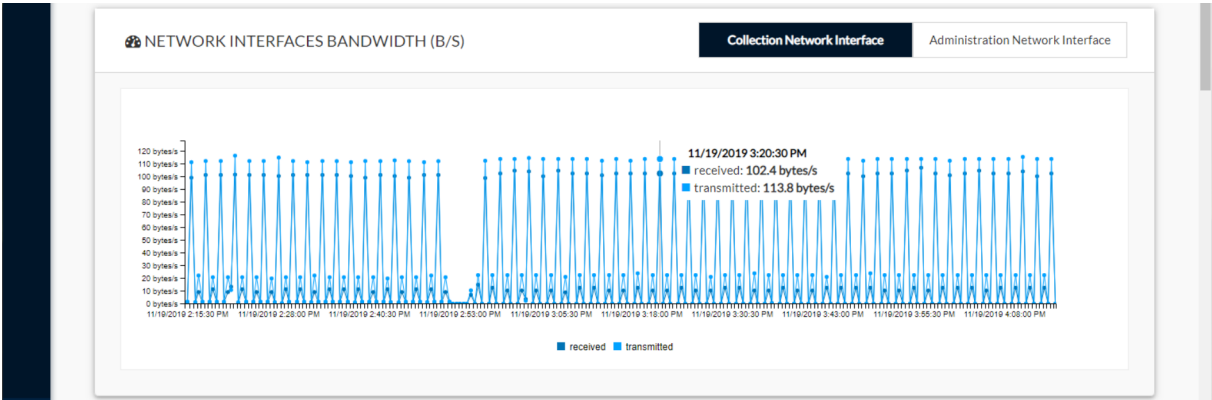 NETWORK INTERFACES BANDWIDTH (B/S)
Collection Network Interface
Administration Network Interface
120 bytes/s
110 bytes/s
100 bytes/s
90 bytes/s
80 bytes/s
70 bytes/s
60 bytes/s
50 bytes/s
40 bytes/s
30 bytes/s
20 bytes/s
10 bytes/s
0 bytes/s
11/19/2019 3:20:30 PM
received: 102.4 bytes/s
transmitted: 113.8 bytes/s
11/19/2019 2:15:30 PM 11/19/2019 2:28:00 PM 11/19/2019 2:40:30 PM 11/19/2019 2:53:00 PM 11/19/2019 3:05:30 PM 11/19/2019 3:18:00 PM 11/19/2019 3:30:30 PM 11/19/2019 3:43:00 PM 11/19/2019 3:55:30 PM 11/19/2019 4:08:00 PM
received transmitted